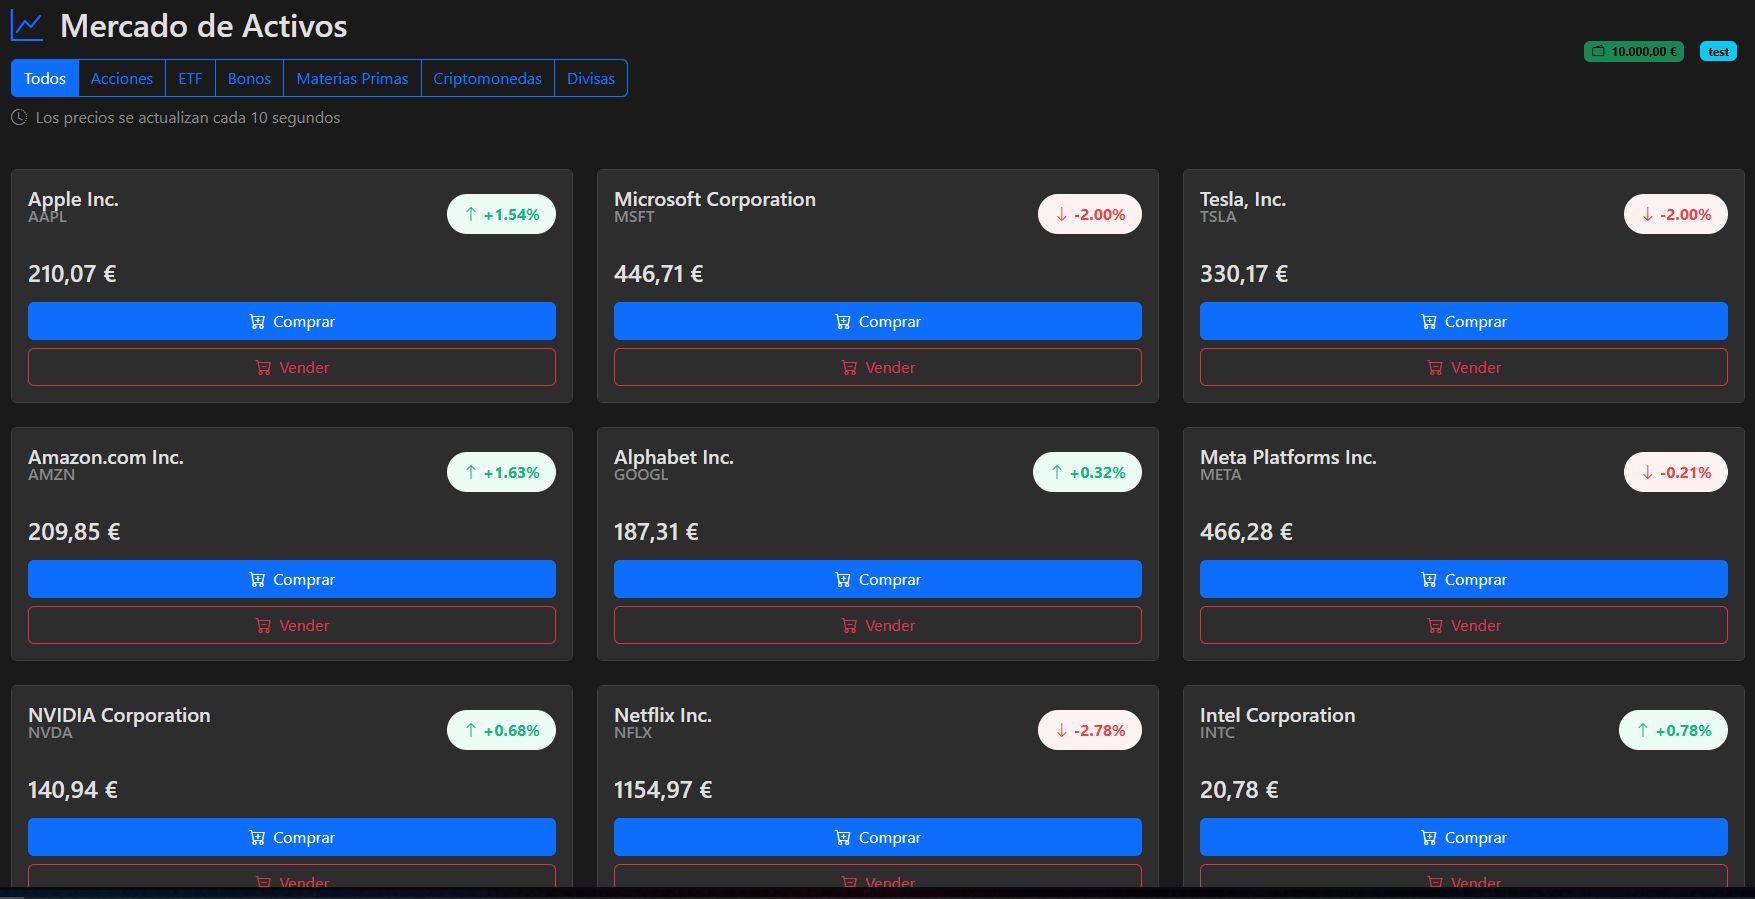 Mercado de Activos
10.000,00 € test
Todos Acciones ETF Bonos Materias Primas Criptomonedas Divisas
Los precios se actualizan cada 10 segundos
Apple Inc.
AAPL
+1.54%
210,07 €
Comprar
Vender
Microsoft Corporation
MSFT
-2.00%
446,71 €
Comprar
Vender
Tesla, Inc.
TSLA
-2.00%
330,17 €
Comprar
Vender
Amazon.com Inc.
AMZN
+1.63%
209,85 €
Comprar
Vender
Alphabet Inc.
GOOGL
+0.32%
187,31 €
Comprar
Vender
Meta Platforms Inc.
META
-0.21%
466,28 €
Comprar
Vender
NVIDIA Corporation
NVDA
+0.68%
140,94 €
Comprar
Vender
Netflix Inc.
NFLX
-2.78%
1154,97 €
Comprar
Vender
Intel Corporation
INTC
+0.78%
20,78 €
Comprar
Vender